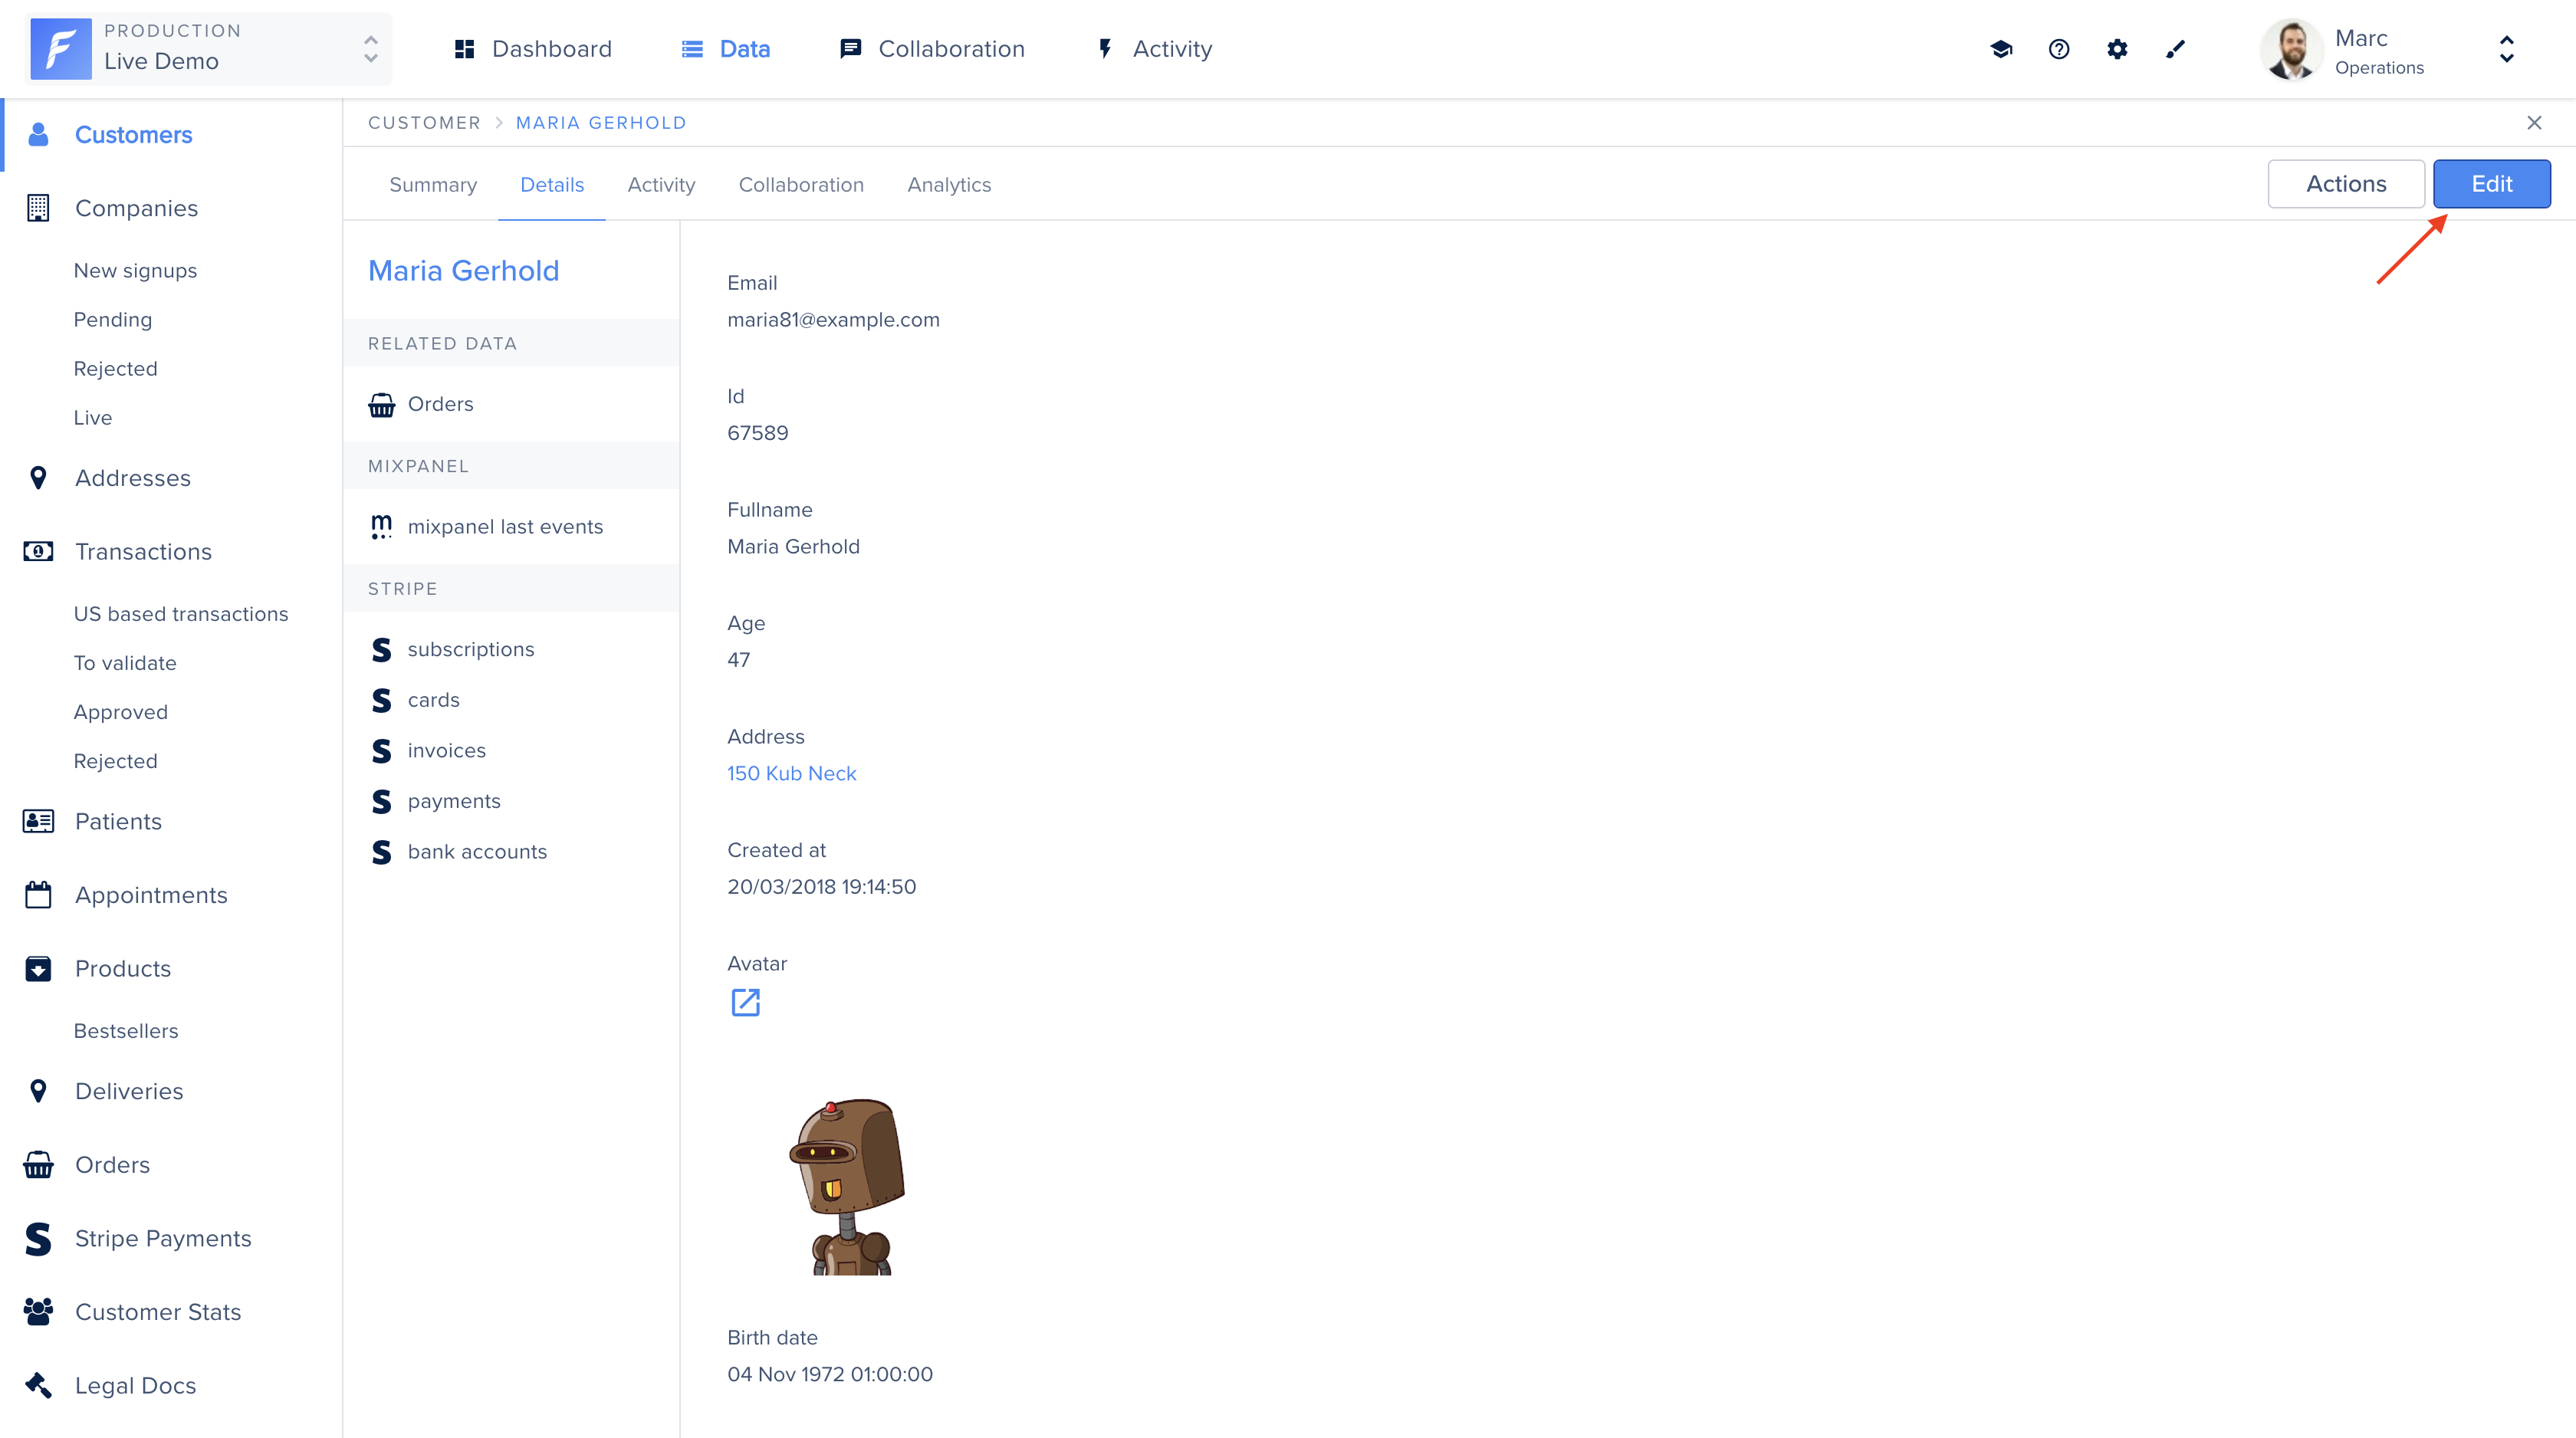 PRODUCTION
Live Demo
Dashboard
Data
Collaboration
Activity
Marc
Operations
Customers
Companies
New signups
Pending
Rejected
Live
Addresses
Transactions
US based transactions
To validate
Approved
Rejected
Patients
Appointments
Products
Bestsellers
Deliveries
Orders
Stripe Payments
Customer Stats
Legal Docs
CUSTOMER > MARIA GERHOLD
Summary
Details
Activity
Collaboration
Analytics
Actions
Edit
Maria Gerhold
RELATED DATA
Orders
MIXPANEL
mixpanel last events
STRIPE
subscriptions
cards
invoices
payments
bank accounts
Email
maria81@example.com
Id
67589
Fullname
Maria Gerhold
Age
47
Address
150 Kub Neck
Created at
20/03/2018 19:14:50
Avatar
Birth date
04 Nov 1972 01:00:00